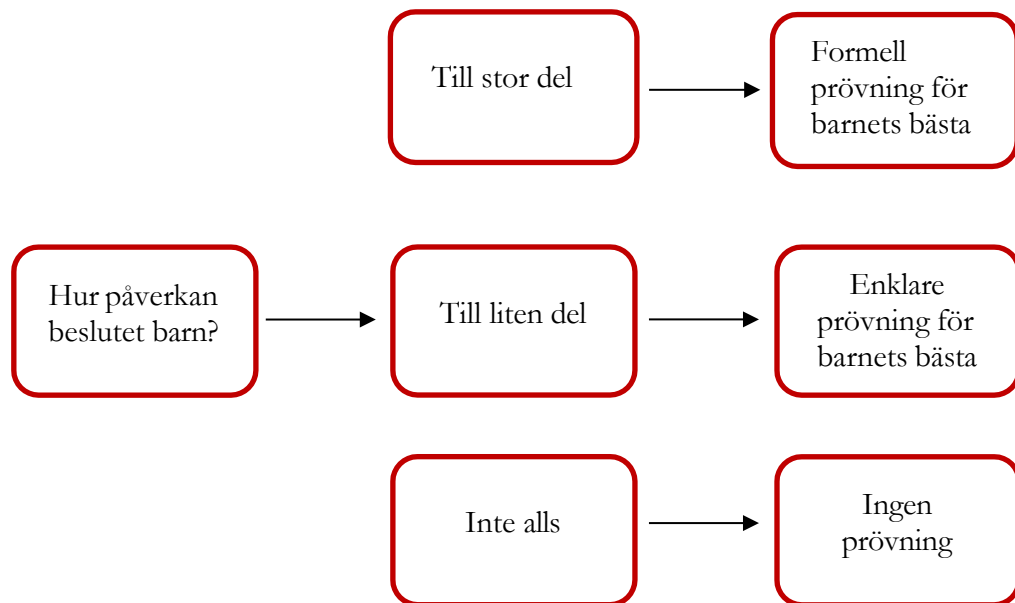 Till stor del
Formell
prövning för
barnets bästa
Hur påverkan
beslutet barn?
Till liten del
Enklare
prövning för
barnets bästa
Inte alls
Ingen
prövning